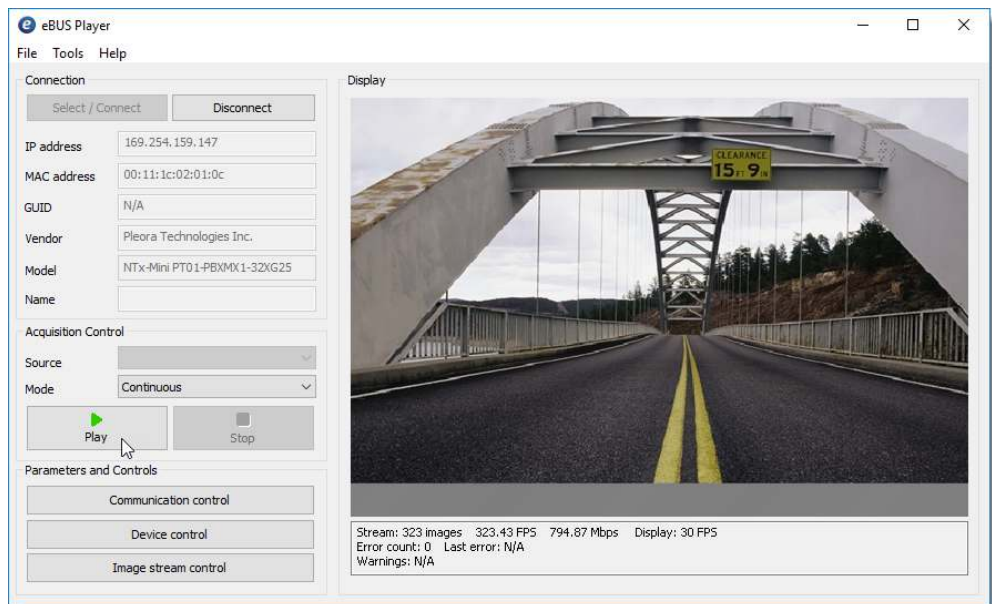 eBUS Player
File Tools Help
Connection
Select / Connect Disconnect
IP address 169.254.159.147
MAC address 00:11:1c:02:01:0c
GUID N/A
Vendor Pleora Technologies Inc.
Model NTx-Mini PT01-PBXMX1-32XG25
Name
Acquisition Control
Source
Mode Continuous
Play Stop
Parameters and Controls
Communication control
Device control
Image stream control
Display
CLEARANCE
15 FT 9 IN
Stream: 323 images 323.43 FPS 794.87 Mbps Display: 30 FPS
Error count: 0 Last error: N/A
Warnings: N/A